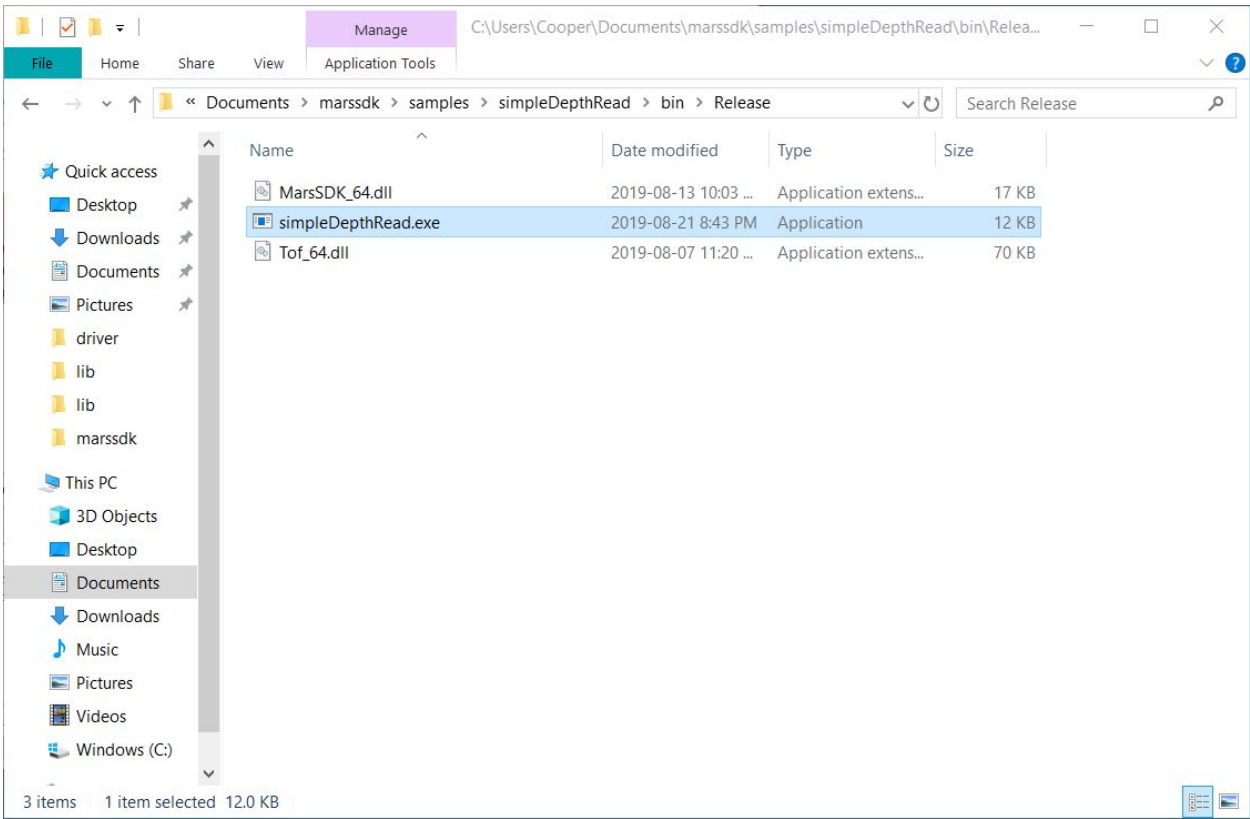 Manage
C:\Users\Cooper\Documents\marssdk\samples\simpleDepthRead\bin\Relea...
File Home Share View Application Tools
« Documents > marssdk > samples > simpleDepthRead > bin > Release
Search Release
Name Date modified Type Size
MarsSDK_64.dll 2019-08-13 10:03 ... Application extens... 17 KB
simpleDepthRead.exe 2019-08-21 8:43 PM Application 12 KB
Tof_64.dll 2019-08-07 11:20 ... Application extens... 70 KB
Quick access
Desktop
Downloads
Documents
Pictures
driver
lib
lib
marssdk
This PC
3D Objects
Desktop
Documents
Downloads
Music
Pictures
Videos
Windows (C:)
3 items 1 item selected 12.0 KB